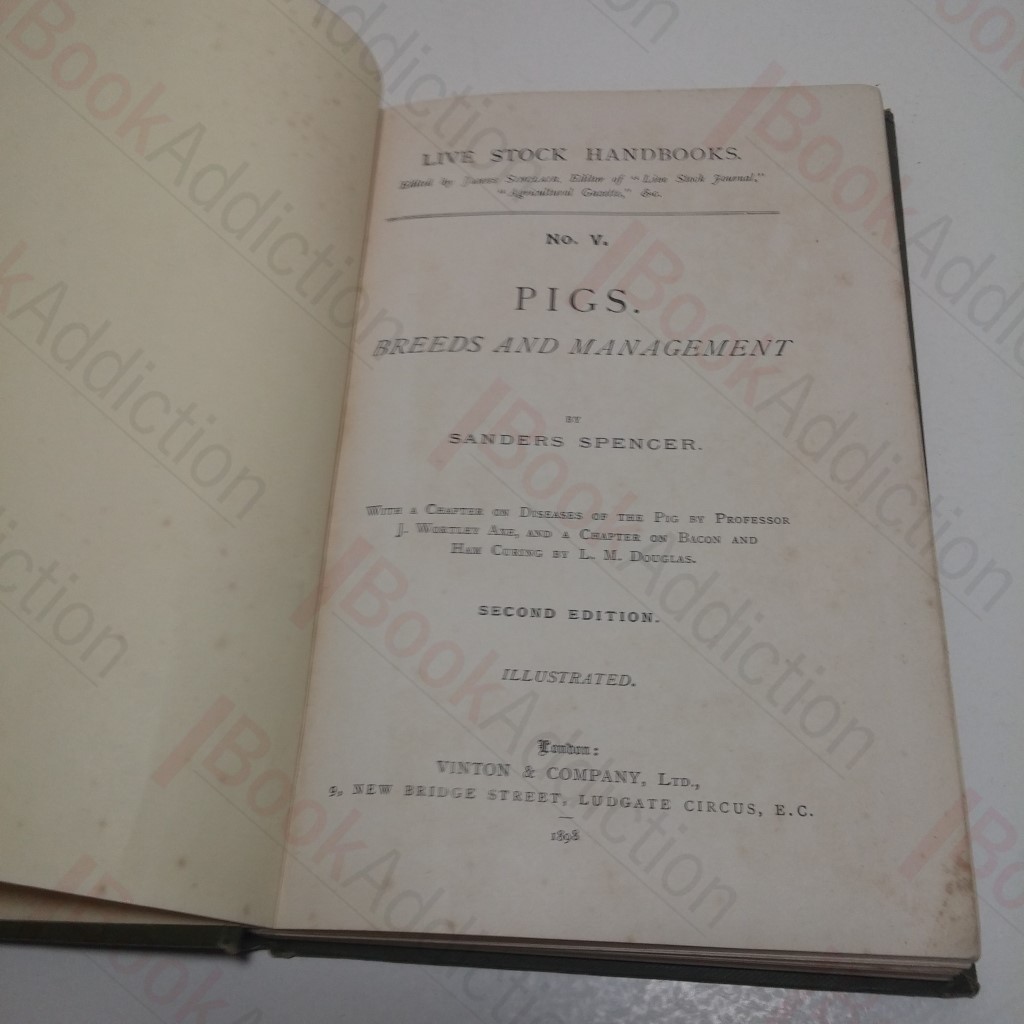 LIVE STOCK HANDBOOKS.
Edited by JAMES SINCLAIR, Editor of "Live Stock Journal,"
"Agricultural Gazette," &c.
No. V.
PIGS.
BREEDS AND MANAGEMENT
BY
SANDERS SPENCER.
WITH A CHAPTER ON DISEASES OF THE PIG BY PROFESSOR
J. WORTLEY AXE, AND A CHAPTER ON BACON AND
HAM CURING BY L. M. DOUGLAS.
SECOND EDITION.
ILLUSTRATED.
London:
VINTON & COMPANY, LTD.,
9, NEW BRIDGE STREET, LUDGATE CIRCUS, E.C.
1898
BookAddiction